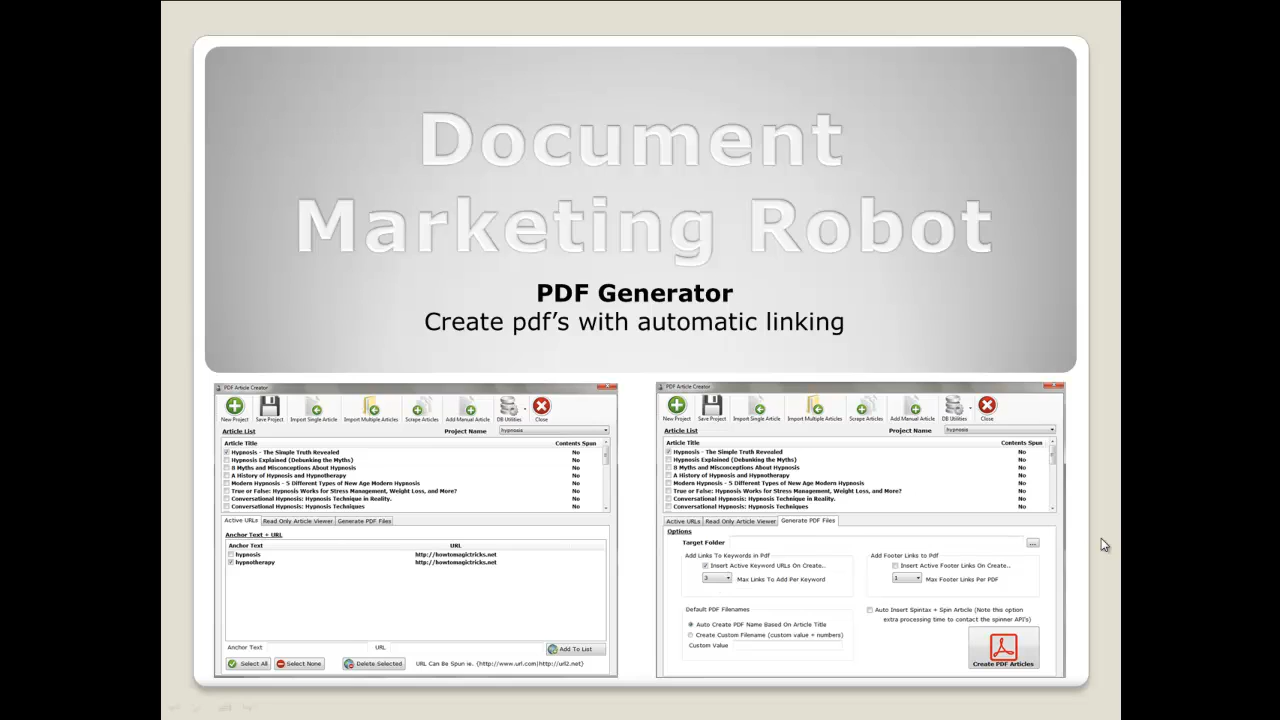 Document
Marketing Robot
PDF Generator
Create pdf's with automatic linking
PDF Article Creator
New Project Save Project Import Single Article Import Multiple Articles Scrape Articles Add Manual Article DB Utilities Close
Article List Project Name hypnosis
Article Title Contents Spun
Hypnosis - The Simple Truth Revealed No
Hypnosis Explained (Debunking the Myths) No
8 Myths and Misconceptions About Hypnosis No
A History of Hypnosis and Hypnotherapy No
Modern Hypnosis - 5 Different Types of New Age Modern Hypnosis No
True or False: Hypnosis Works for Stress Management, Weight Loss, and More? No
Conversational Hypnosis: Hypnosis Technique in Reality. No
Conversational Hypnosis: Hypnosis Techniques No
Active URLs Read Only Article Viewer Generate PDF Files
Anchor Text + URL
Anchor Text URL
hypnosis http://howtomagictricks.net
hypnotherapy http://howtomagictricks.net
Anchor Text URL Add To List
Select All Select None Delete Selected URL Can Be Spun ie. {http://www.url.com|http://url2.net}
PDF Article Creator
New Project Save Project Import Single Article Import Multiple Articles Scrape Articles Add Manual Article DB Utilities Close
Article List Project Name hypnosis
Article Title Contents Spun
Hypnosis - The Simple Truth Revealed No
Hypnosis Explained (Debunking the Myths) No
8 Myths and Misconceptions About Hypnosis No
A History of Hypnosis and Hypnotherapy No
Modern Hypnosis - 5 Different Types of New Age Modern Hypnosis No
True or False: Hypnosis Works for Stress Management, Weight Loss, and More? No
Conversational Hypnosis: Hypnosis Technique in Reality. No
Conversational Hypnosis: Hypnosis Techniques No
Active URLs Read Only Article Viewer Generate PDF Files
Options
Target Folder ...
Add Links To Keywords in Pdf Add Footer Links to Pdf
Insert Active Keyword URLs On Create.. Insert Active Footer Links On Create..
3 Max Links To Add Per Keyword 1 Max Footer Links Per PDF
Default PDF Filenames Auto Insert Spintax + Spin Article (Note this option
extra processing time to contact the spinner API's)
Auto Create PDF Name Based On Article Title
Create Custom Filename (custom value + numbers)
Custom Value
Create PDF Articles